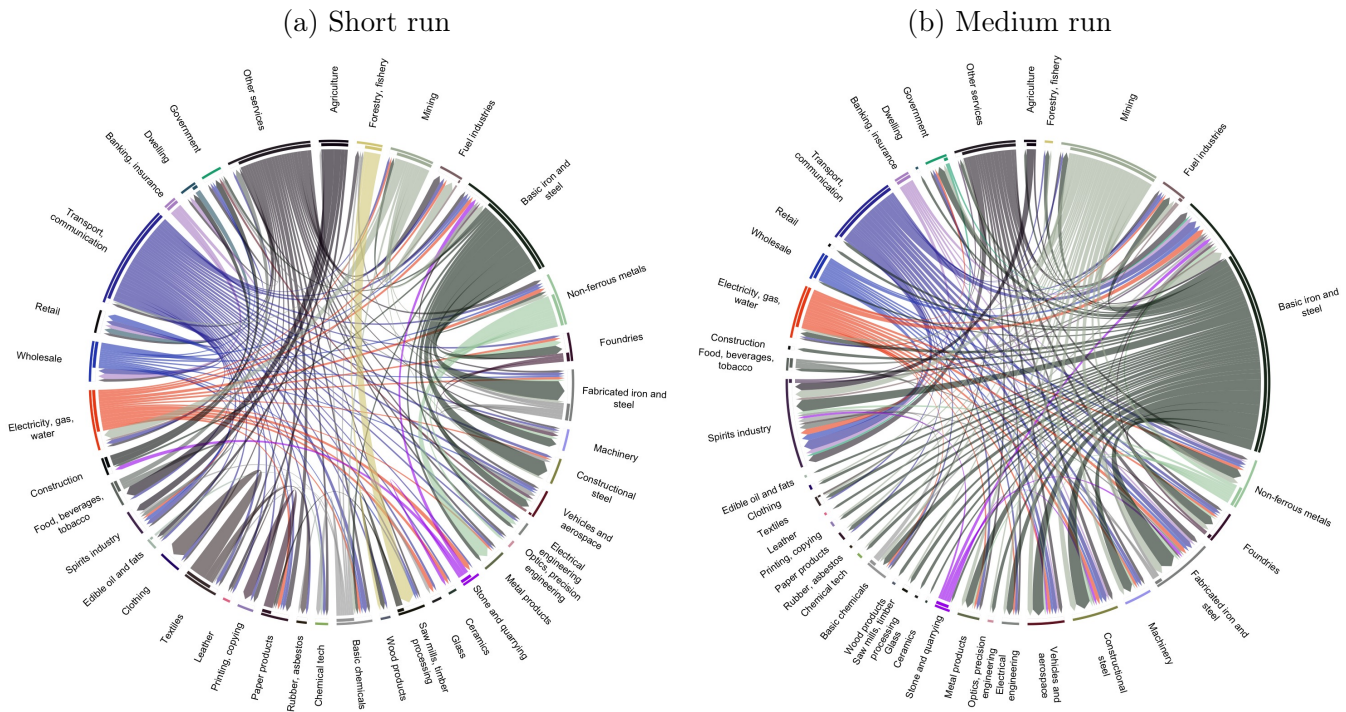 (a) Short run
Other services
Agriculture
Forestry, fishery
Mining
Fuel industries
Basic iron and
steel
Non-ferrous metals
Foundries
Fabricated iron and
steel
Machinery
Constructional
steel
Vehicles and
aerospace
Electrical
engineering
Optics, precision
engineering
Metal products
Stone and quarrying
Ceramics
Glass
Saw mills, timber
processing
Wood products
Basic chemicals
Chemical tech
Rubber, asbestos
Paper products
Printing, copying
Leather
Textiles
Clothing
Edible oil and fats
Spirits industry
Food, beverages,
tobacco
Construction
Electricity, gas,
water
Wholesale
Retail
Transport,
communication
Banking, insurance
Dwelling
Government
(b) Medium run
Other services
Agriculture
Forestry, fishery
Mining
Fuel industries
Basic iron and
steel
Non-ferrous metals
Foundries
Fabricated iron and
steel
Machinery
Constructional
steel
Vehicles and
aerospace
Electrical
engineering
Optics, precision
engineering
Metal products
Stone and quarrying
Ceramics
Glass
Saw mills, timber
processing
Wood products
Basic chemicals
Chemical tech
Rubber, asbestos
Paper products
Printing, copying
Leather
Textiles
Clothing
Edible oil and fats
Spirits industry
Food, beverages,
tobacco
Construction
Electricity, gas,
water
Wholesale
Retail
Transport,
communication
Banking, insurance
Dwelling
Government